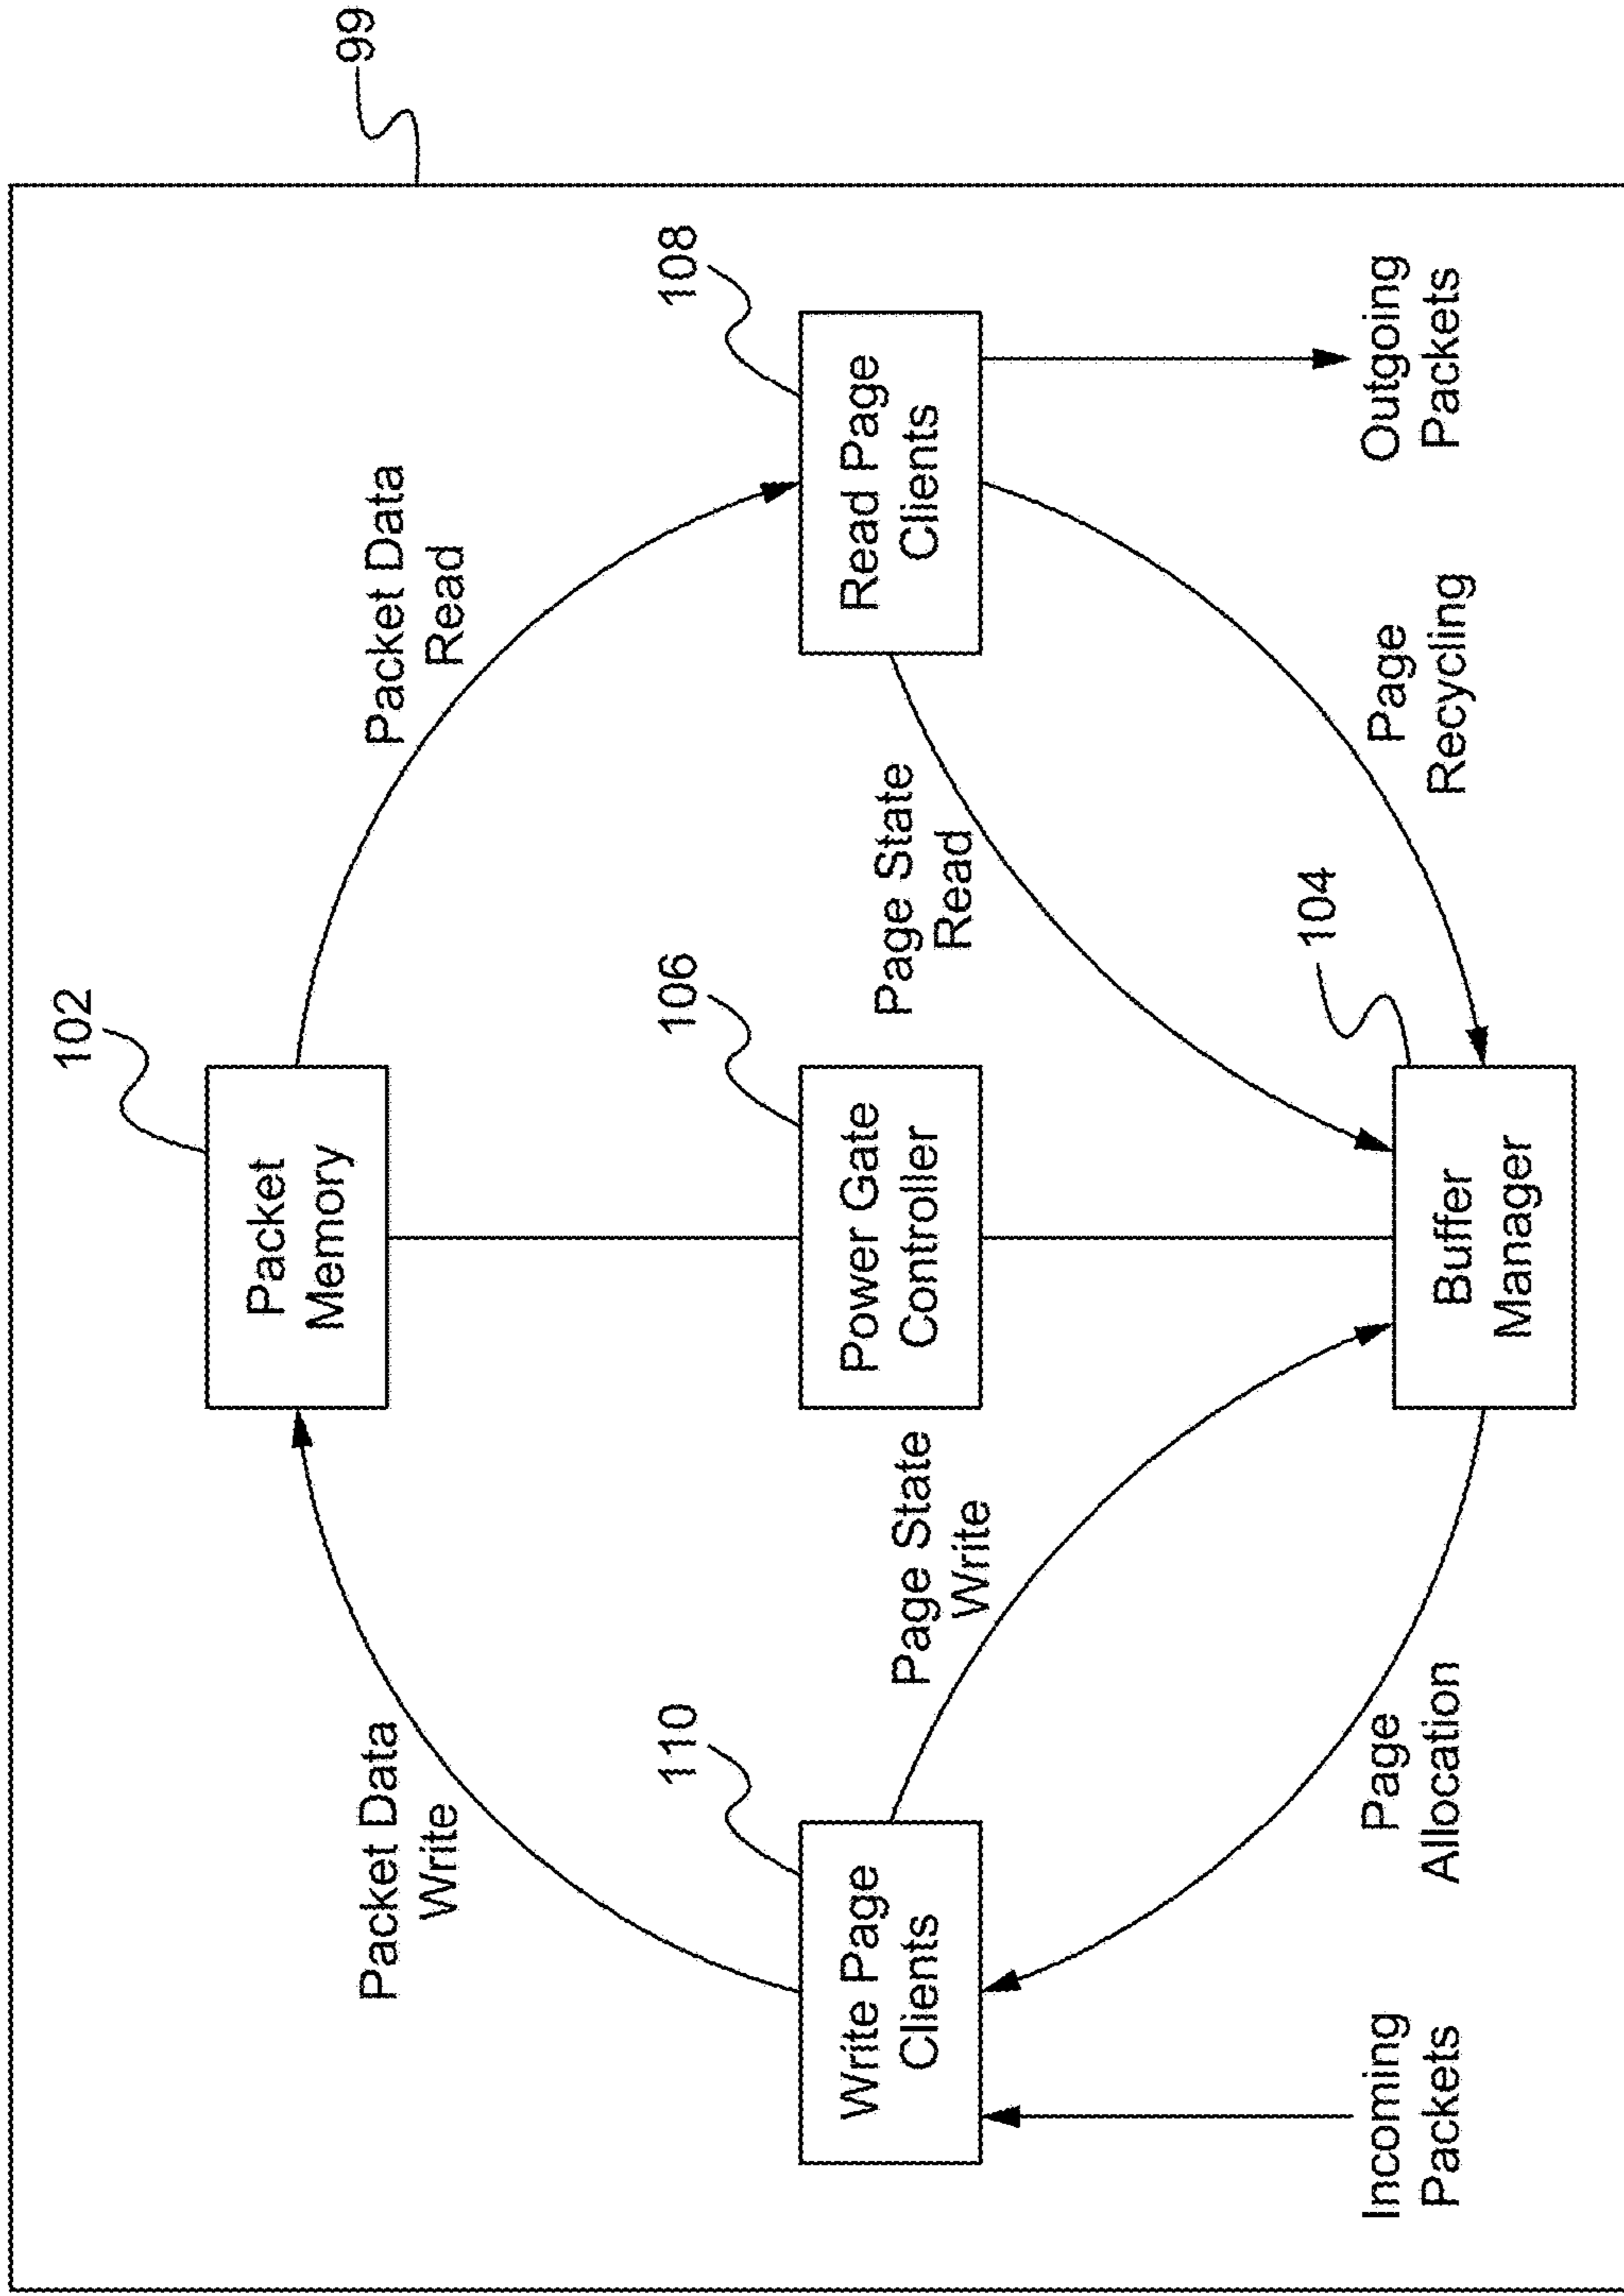 99
102
Packet
Memory
Packet Data
Write
Packet Data
Read
110
106
108
Write Page
Clients
Power Gate
Controller
Read Page
Clients
Page State
Write
Page State
Read
104
Incoming
Packets
Page
Allocation
Buffer
Manager
Page
Recycling
Outgoing
Packets